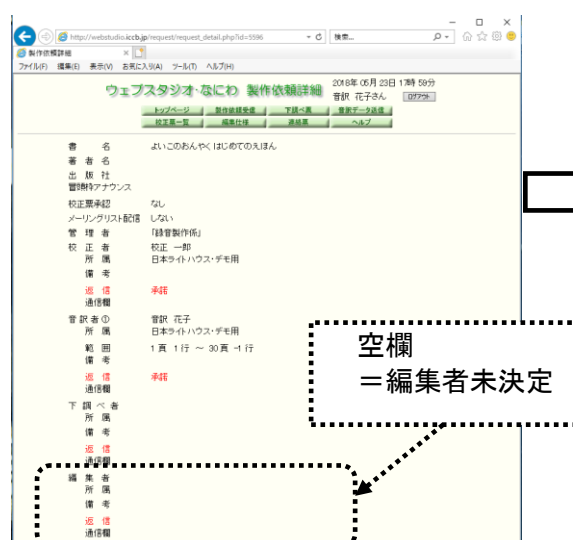 http://webstudio.iccb.jp/request/request_detail.php?id=5596
検索...
製作依頼詳細
ファイル(F) 編集(E) 表示(V) お気に入り(A) ツール(T) ヘルプ(H)
ウェブスタジオ・なにわ 製作依頼詳細
2018年 05月 23日 17時 59分
音訳 花子さん ログアウト
トップページ 製作依頼受信 下調べ票 音訳データ送信
校正票一覧 編集仕様 連絡票 ヘルプ
書 名 よいこのおんやく はじめてのえほん
著 者 名
出 版 社
冒頭枠アナウンス
校正票承認 なし
メーリングリスト配信 しない
管 理 者 「録音製作係」
校 正 者 校正 一郎
所 属 日本ライトハウス・デモ用
備 考
返 信 承諾
通信欄
音訳者① 音訳 花子
所 属 日本ライトハウス・デモ用
範 囲 1 頁 1 行 ～ 30 頁 -1 行
備 考
返 信 承諾
通信欄
下 調 べ 者
所 属
備 考
返 信
通信欄
編 集 者
所 属
備 考
返 信
通信欄
空欄
＝編集者未決定